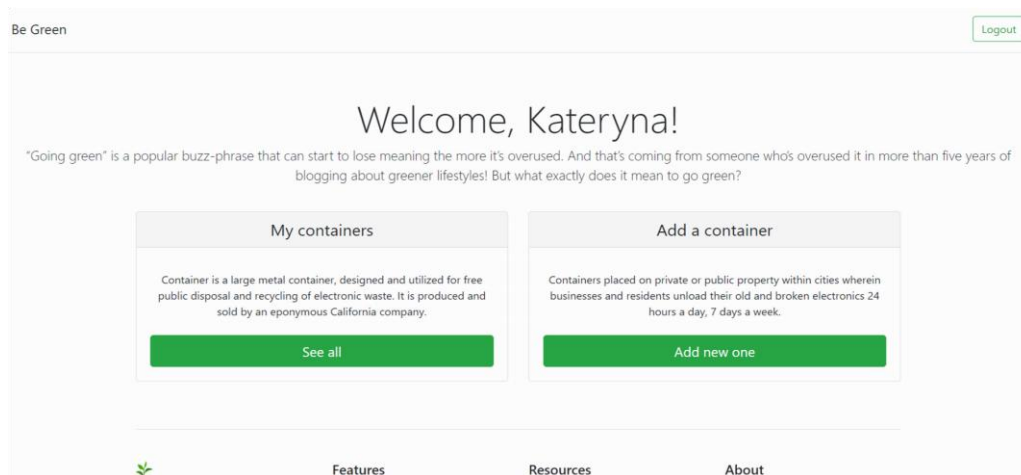 Be Green
Logout
Welcome, Kateryna!
"Going green" is a popular buzz-phrase that can start to lose meaning the more it's overused. And that's coming from someone who's overused it in more than five years of
blogging about greener lifestyles! But what exactly does it mean to go green?
My containers
Container is a large metal container, designed and utilized for free
public disposal and recycling of electronic waste. It is produced and
sold by an eponymous California company.
See all
Add a container
Containers placed on private or public property within cities wherein
businesses and residents unload their old and broken electronics 24
hours a day, 7 days a week.
Add new one
Features
Resources
About